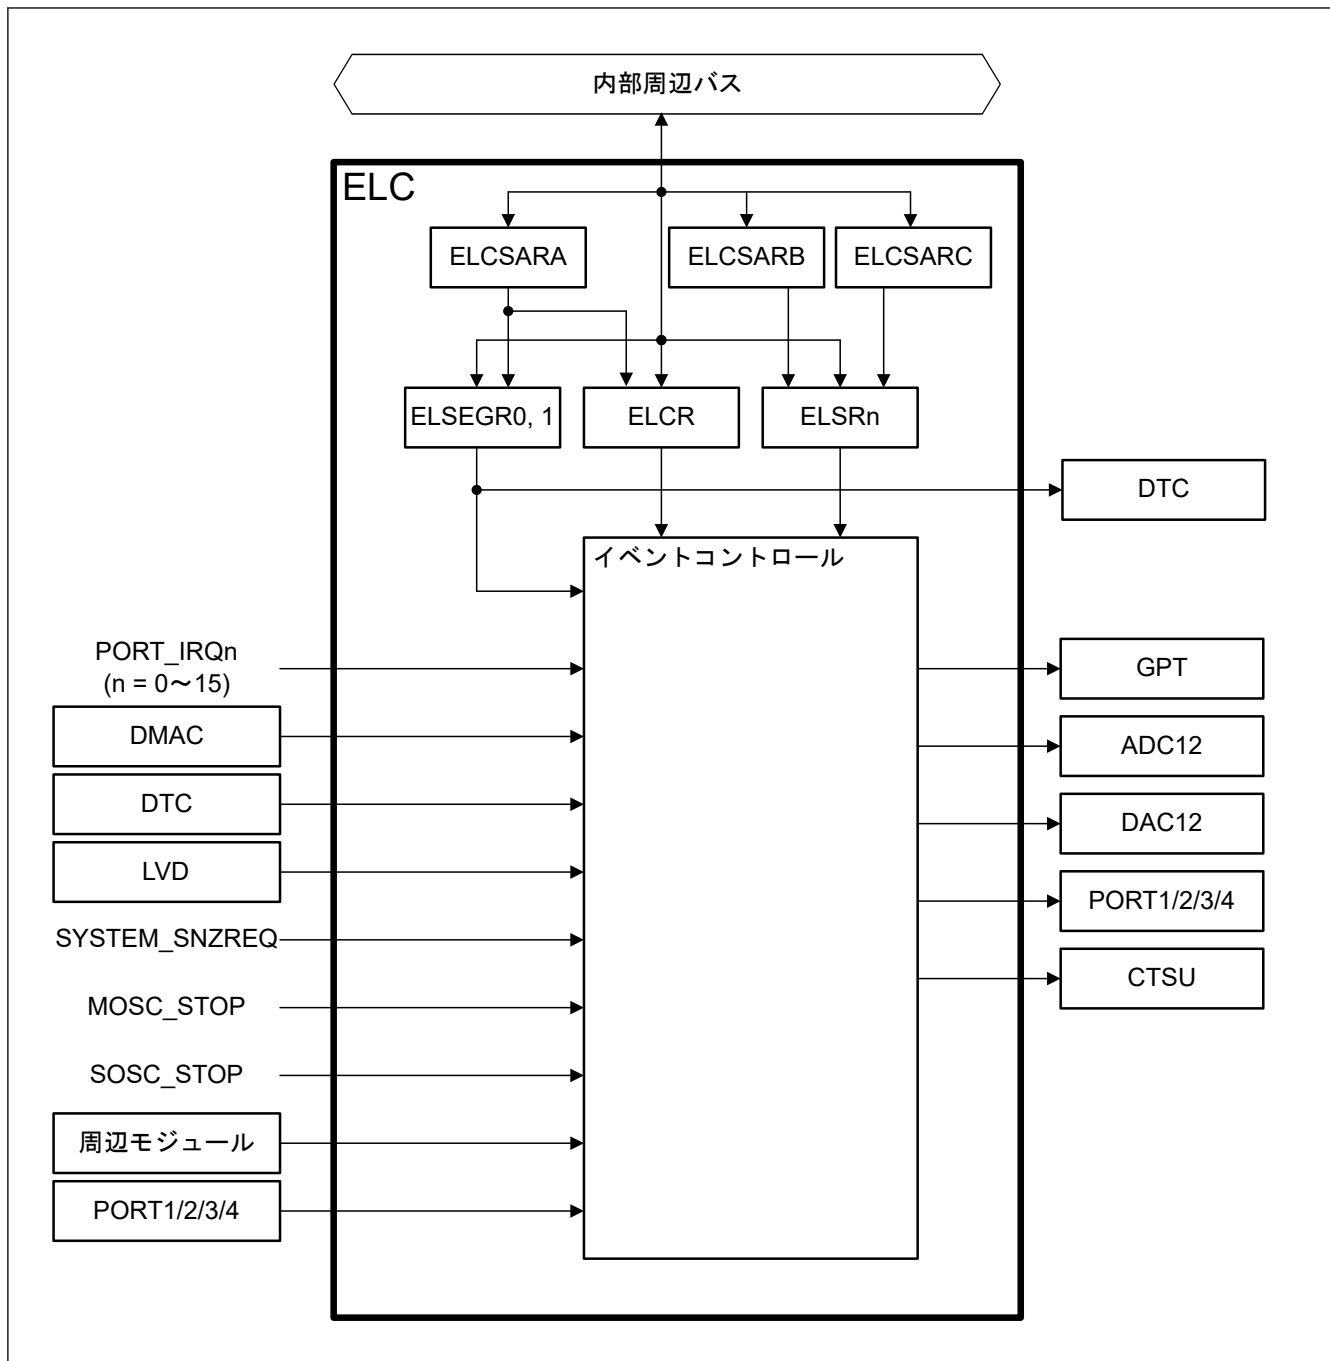 内部周辺バス
ELC
ELCSARA
ELCSARB
ELCSARC
ELSEGR0, 1
ELCR
ELSRn
DTC
イベントコントロール
PORT_IRQn
(n = 0～15)
GPT
DMAC
ADC12
DTC
DAC12
LVD
PORT1/2/3/4
SYSTEM_SNZREQ
CTSU
MOSC_STOP
SOSC_STOP
周辺モジュール
PORT1/2/3/4